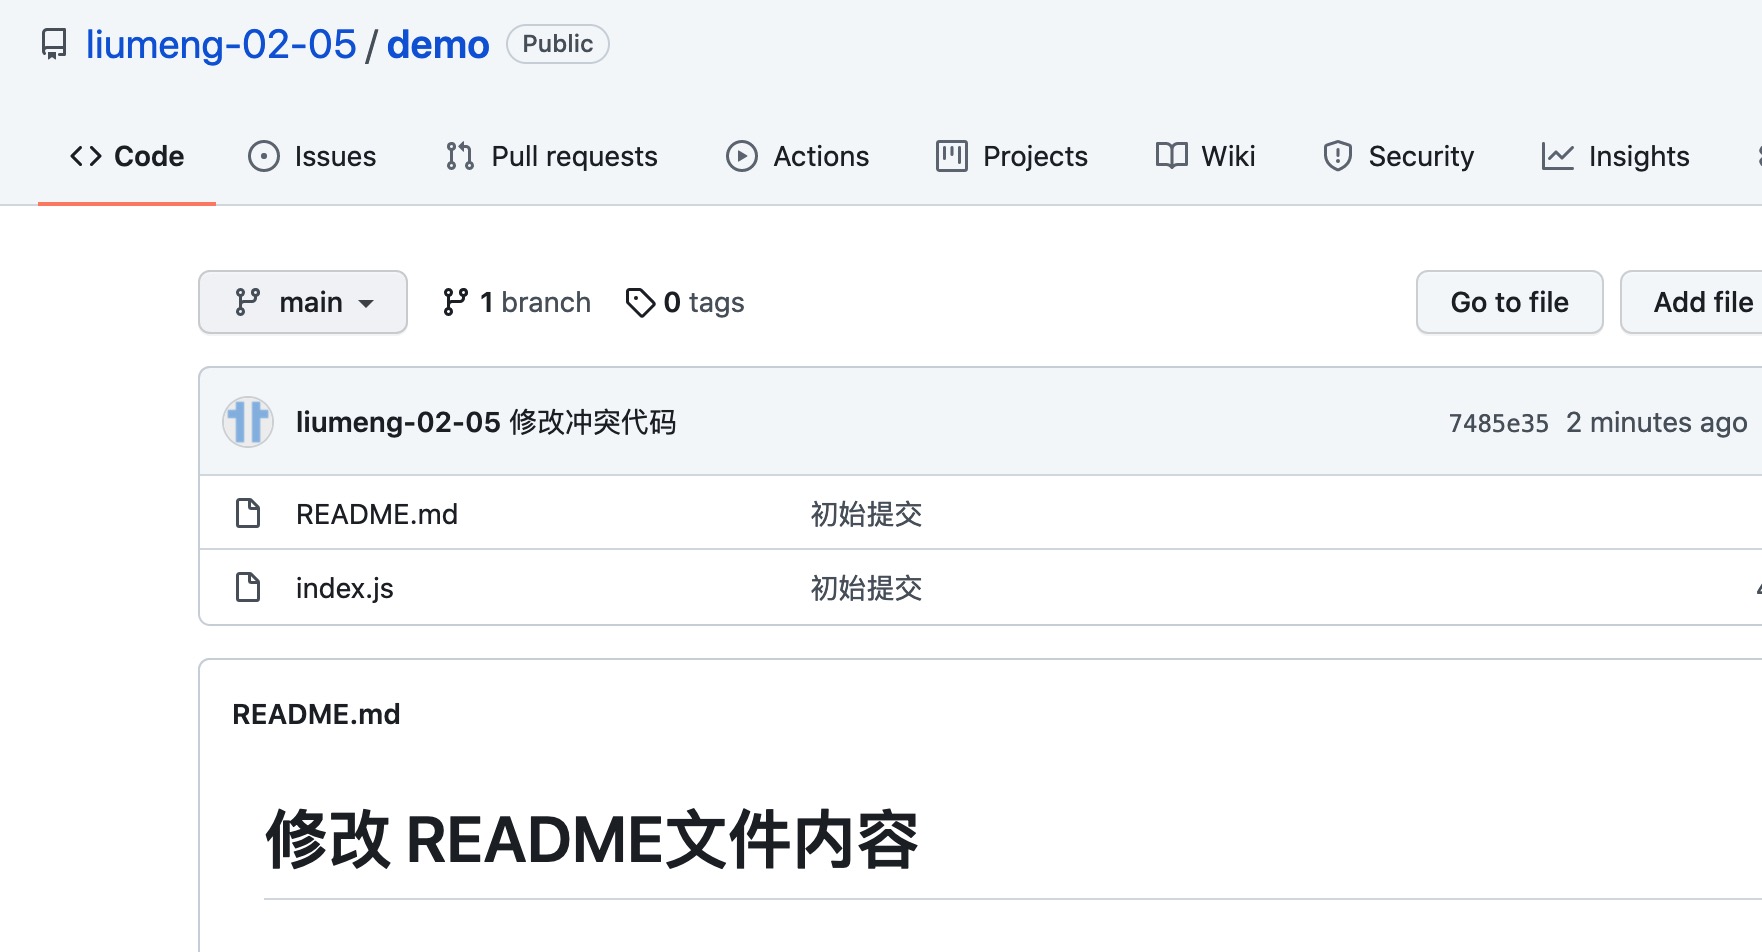 liumeng-02-05 / demo Public
Code Issues Pull requests Actions Projects Wiki Security Insights
main 1 branch 0 tags Go to file Add file
liumeng-02-05 修改冲突代码 7485e35 2 minutes ago
README.md 初始提交
index.js 初始提交
README.md
修改 README文件内容